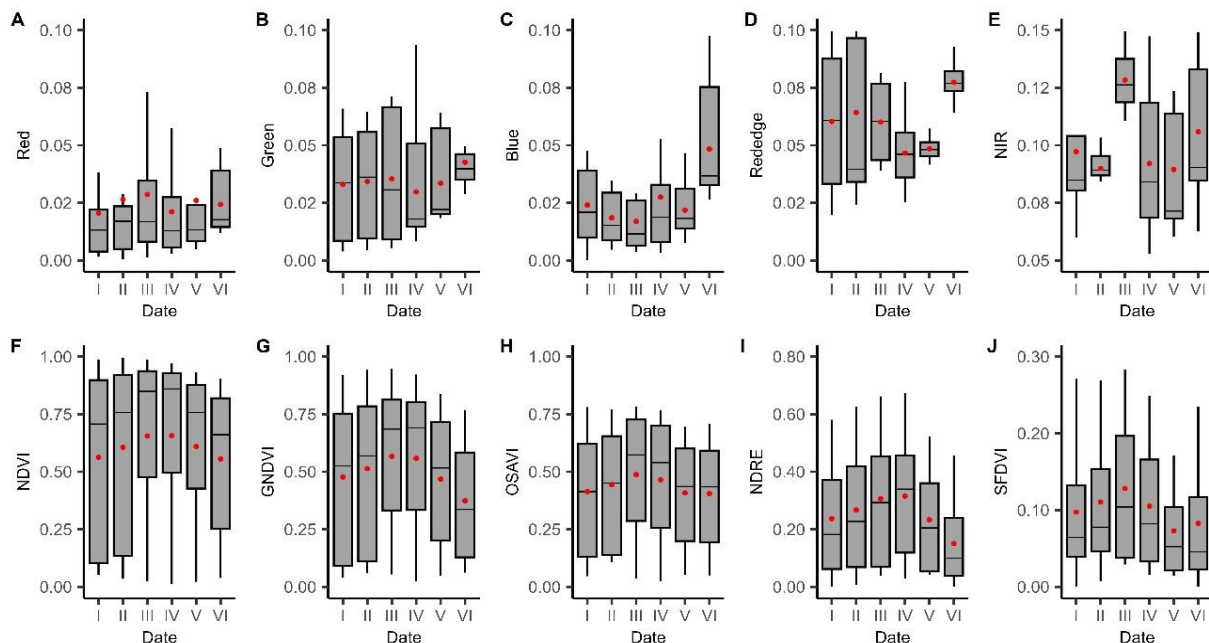 A B C D E
0.10 0.10 0.10 0.10 0.15
0.08 0.08 0.08 0.08 0.12
Red Green Blue Rededge NIR
0.05 0.05 0.05 0.05 0.10
0.02 0.02 0.02 0.02 0.08
0.00 0.00 0.00 0.00 0.05
I II III IV V VI I II III IV V VI I II III IV V VI I II III IV V VI I II III IV V VI
Date Date Date Date Date
F G H I J
1.00 1.00 1.00 0.80 0.30
0.75 0.75 0.75 0.60
0.20
NDVI GNDVI OSAVI NDRE SFDVI
0.50 0.50 0.50 0.40
0.10
0.25 0.25 0.25 0.20
0.00 0.00 0.00 0.00 0.00
I II III IV V VI I II III IV V VI I II III IV V VI I II III IV V VI I II III IV V VI
Date Date Date Date Date